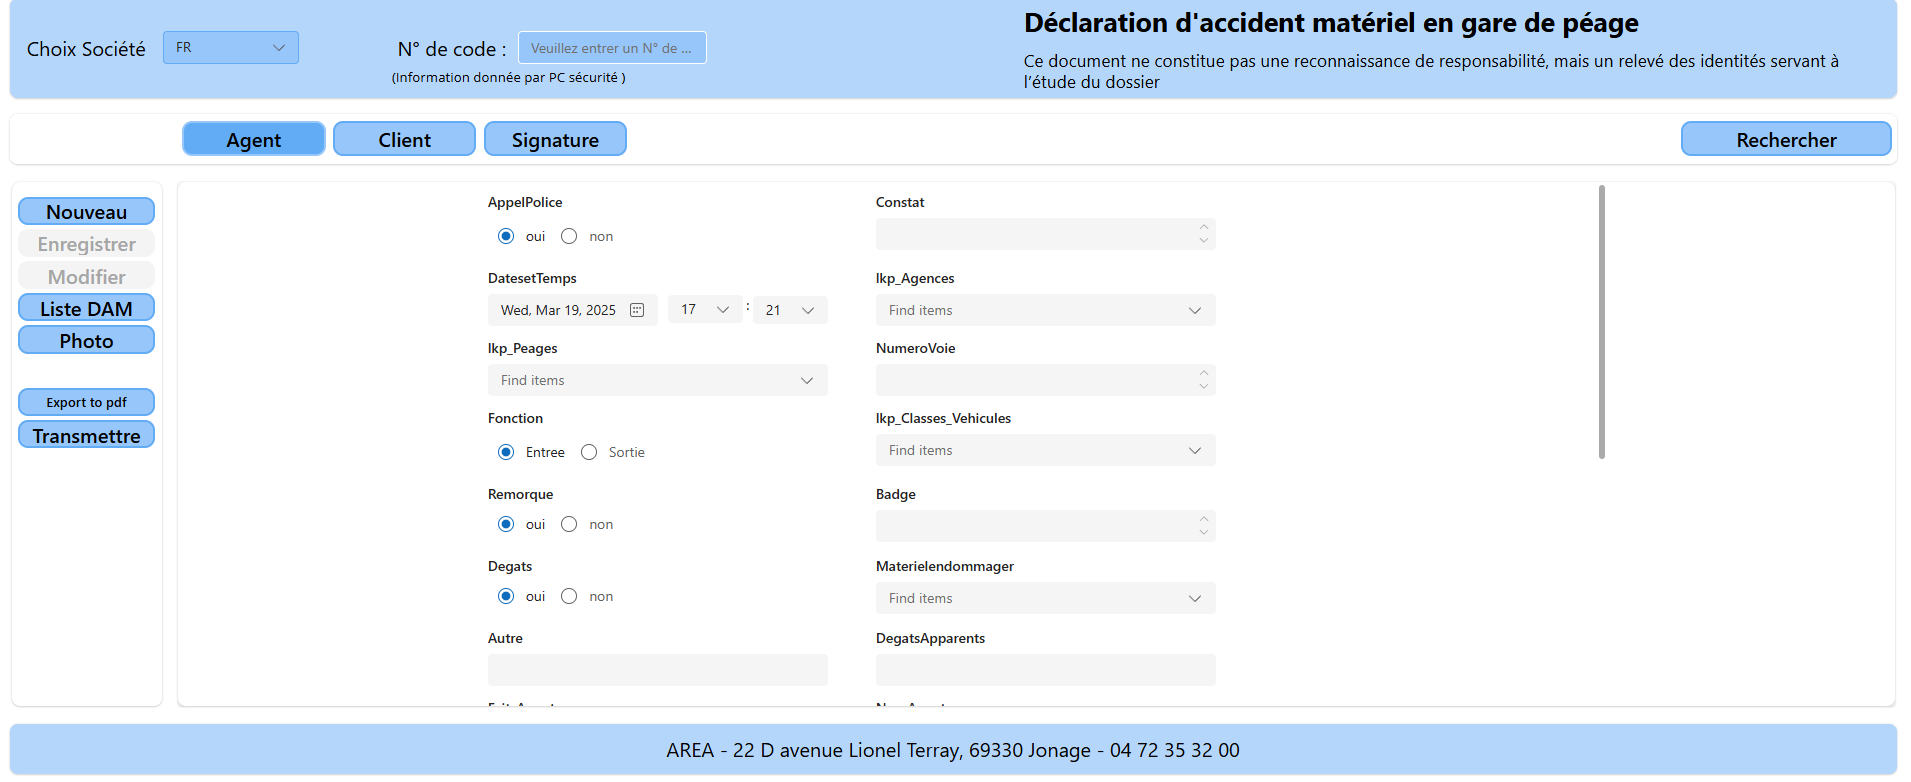 Choix Société
FR
N° de code :
Veuillez entrer un N° de ...
(Information donnée par PC sécurité )
Déclaration d'accident matériel en gare de péage
Ce document ne constitue pas une reconnaissance de responsabilité, mais un relevé des identités servant à
l'étude du dossier
Agent
Client
Signature
Rechercher
Nouveau
Enregistrer
Modifier
Liste DAM
Photo
Export to pdf
Transmettre
AppelPolice
oui
non
Constat
DatesetTemps
Wed, Mar 19, 2025
17
:
21
lkp_Agences
Find items
lkp_Peages
Find items
NumeroVoie
Fonction
Entree
Sortie
lkp_Classes_Vehicules
Find items
Remorque
oui
non
Badge
Degats
oui
non
Materielendommager
Find items
Autre
DegatsApparents
AREA - 22 D avenue Lionel Terray, 69330 Jonage - 04 72 35 32 00